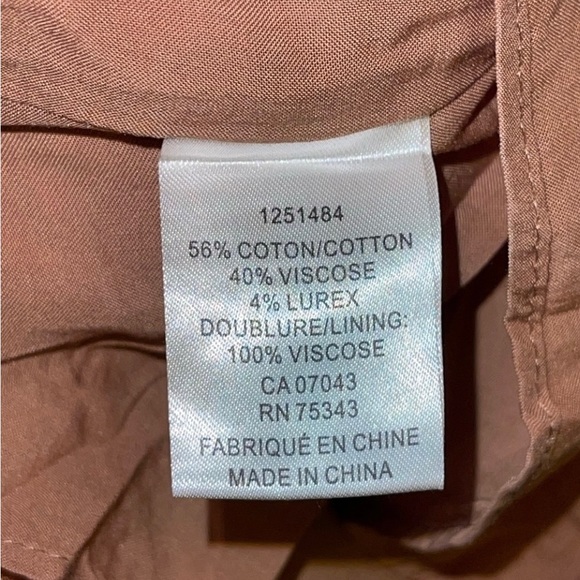 1251484
56% COTON/COTTON
40% VISCOSE
4% LUREX
DOUBLURE/LINING:
100% VISCOSE
CA 07043
RN 75343
FABRIQUÉ EN CHINE
MADE IN CHINA